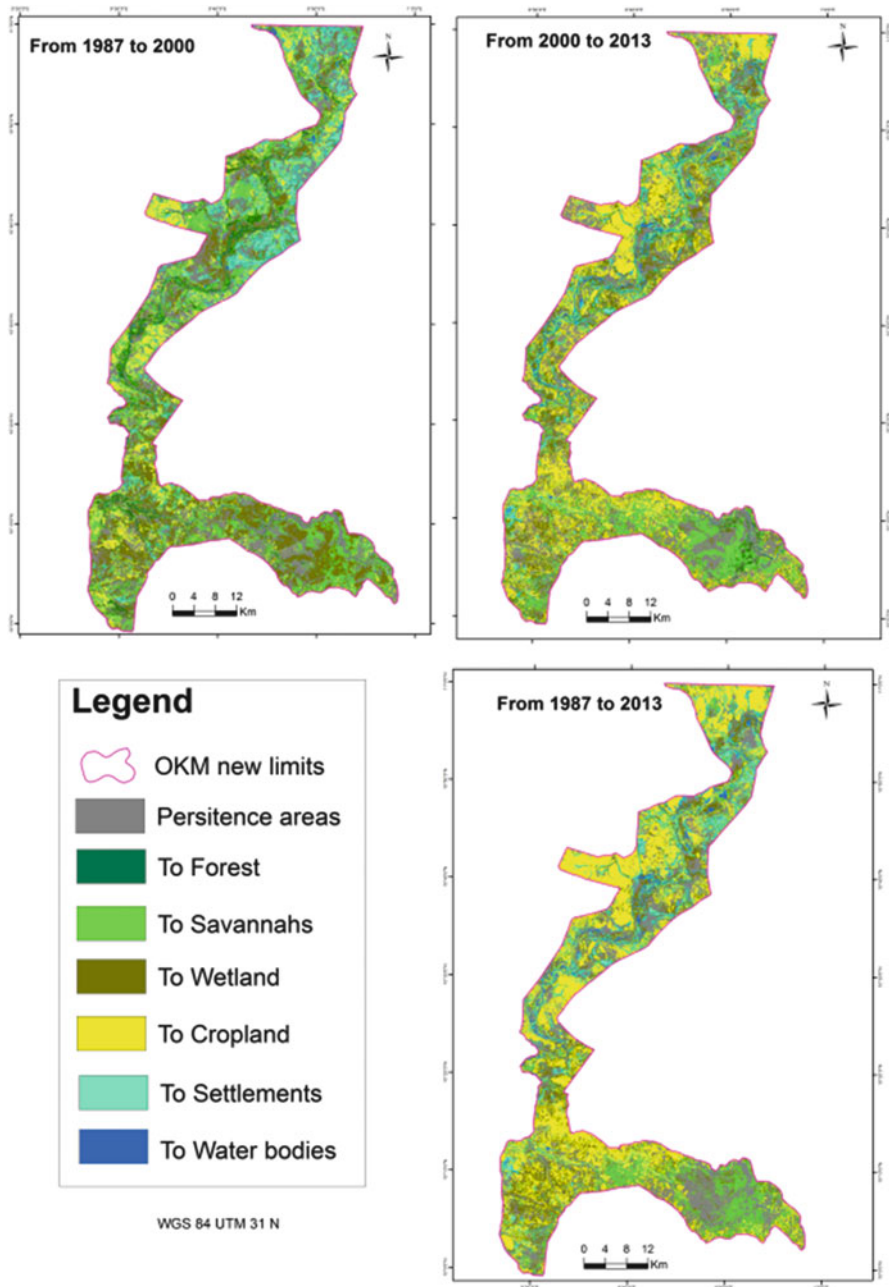 From 1987 to 2000
N
0 4 8 12
Km
From 2000 to 2013
N
0 4 8 12
Km
Legend
OKM new limits
Persitence areas
To Forest
To Savannahs
To Wetland
To Cropland
To Settlements
To Water bodies
WGS 84 UTM 31 N
From 1987 to 2013
N
0 4 8 12
Km